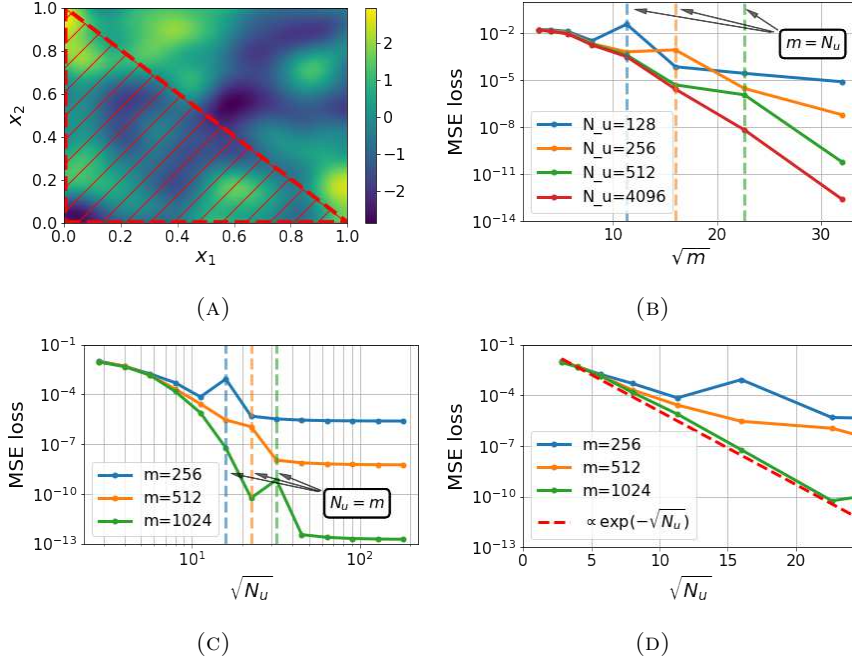 1.0
0.8
0.6
0.4
0.2
0.0
x₂
0.0 0.2 0.4 0.6 0.8 1.0
x₁
2
1
0
−1
−2
(A)
10⁻²
10⁻⁵
10⁻⁸
10⁻¹¹
10⁻¹⁴
MSE loss
m = Nᵤ
N_u=128
N_u=256
N_u=512
N_u=4096
10 20 30
√m
(B)
10⁻¹
10⁻⁴
10⁻⁷
10⁻¹⁰
10⁻¹³
MSE loss
m=256
m=512
m=1024
Nᵤ = m
10¹ 10²
√Nᵤ
(C)
10⁻¹
10⁻⁴
10⁻⁷
10⁻¹⁰
10⁻¹³
MSE loss
m=256
m=512
m=1024
∝ exp(−√Nᵤ)
0 5 10 15 20
√Nᵤ
(D)